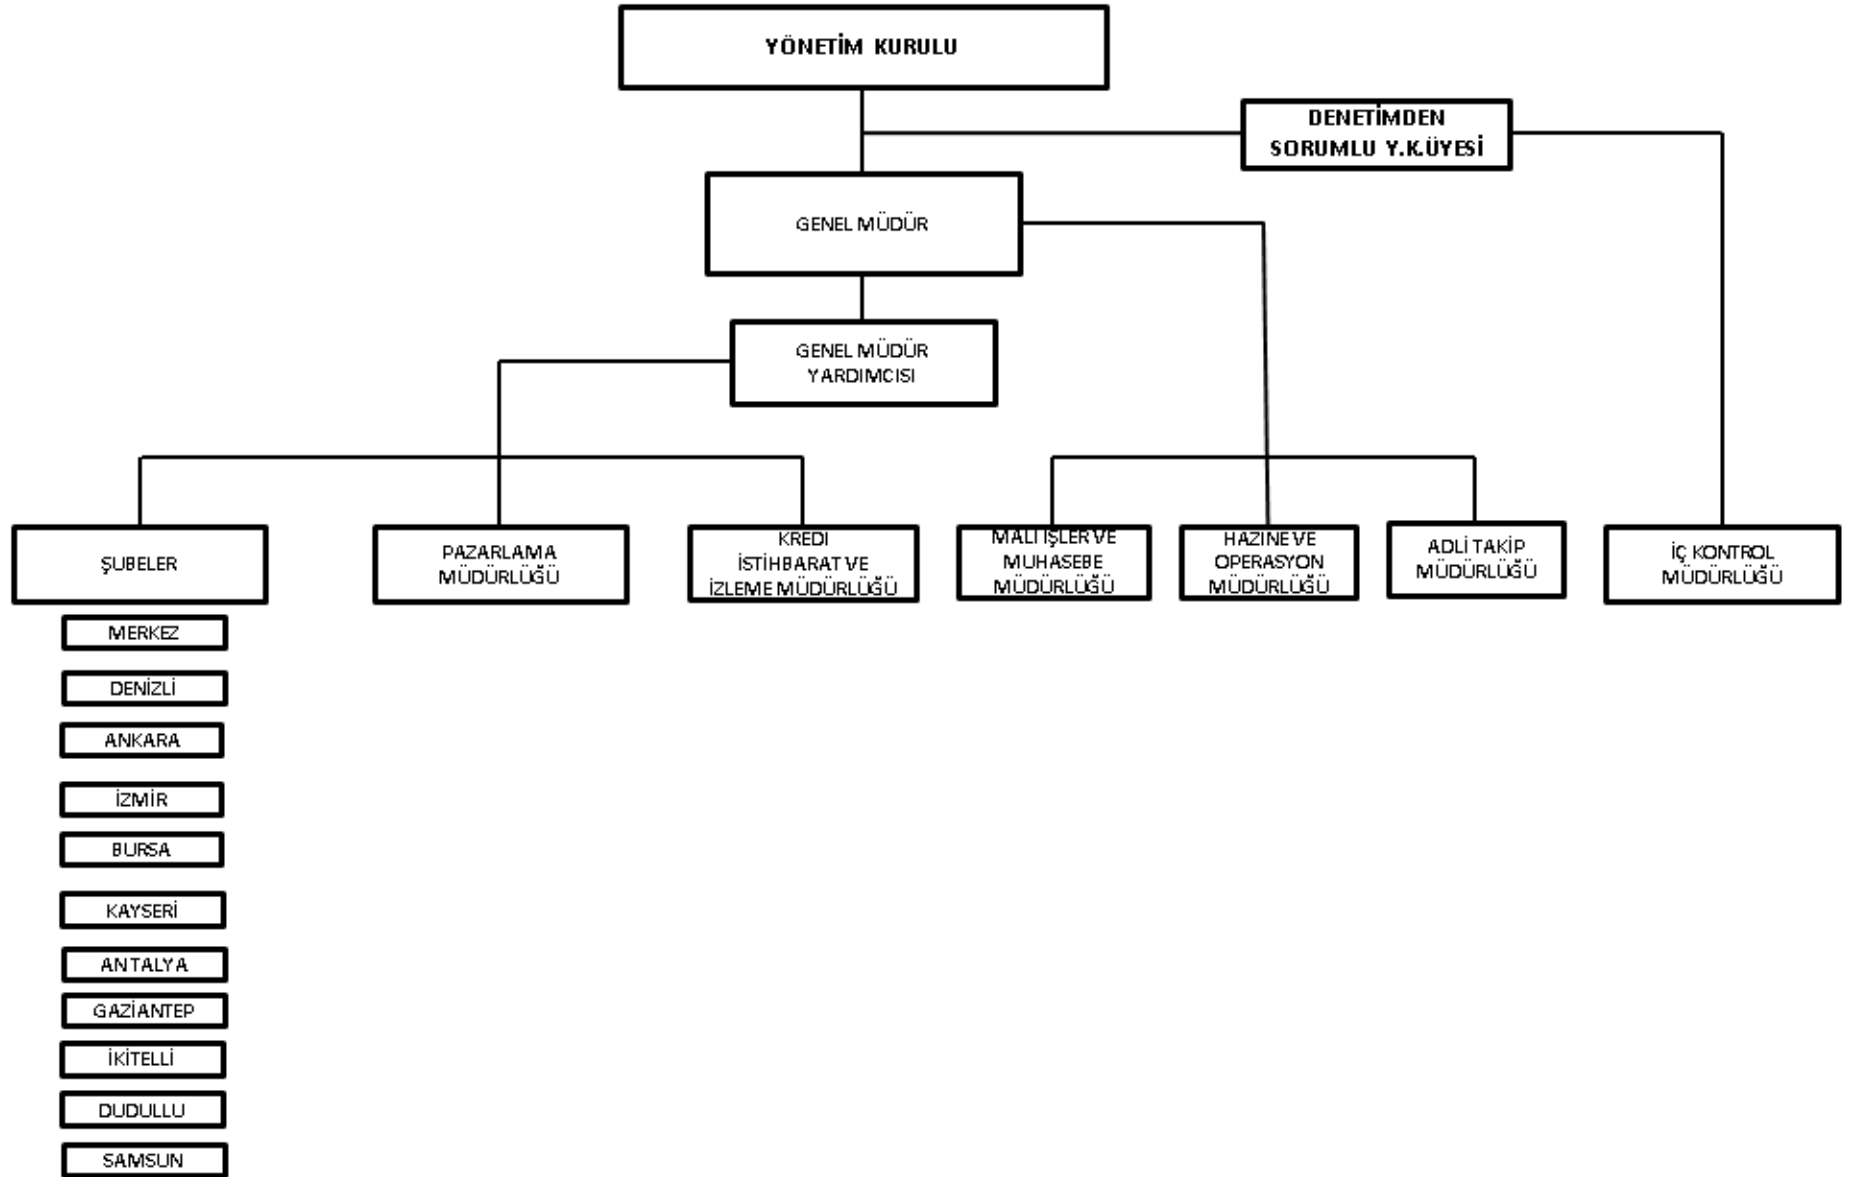 YÖNETİM KURULU
DENETİMDEN
SORUMLU Y.K.ÜYESİ
GENEL MÜDÜR
GENEL MÜDÜR
YARDIMCISI
ŞUBELER
PAZARLAMA
MÜDÜRLÜĞÜ
KREDI
İSTİHBARAT VE
İZLEME MÜDÜRLÜĞÜ
MALİ İŞLER VE
MUHASEBE
MÜDÜRLÜĞÜ
HAZINE VE
OPERASYON
MÜDÜRLÜĞÜ
ADLİ TAKİP
MÜDÜRLÜĞÜ
İÇ KONTROL
MÜDÜRLÜĞÜ
MERKEZ
DENİZLİ
ANKARA
İZMİR
BURSA
KAYSERİ
ANTALYA
GAZİANTEP
İKİTELLİ
DUDULLU
SAMSUN